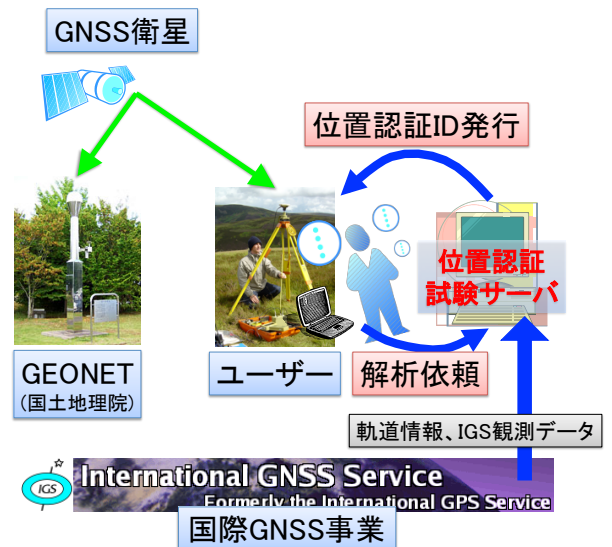 GNSS衛星
位置認証ID発行
位置認証
試験サーバ
GEONET
(国土地理院)
ユーザー
解析依頼
軌道情報、IGS観測データ
IGS
International GNSS Service
Formerly the International GPS Service
国際GNSS事業